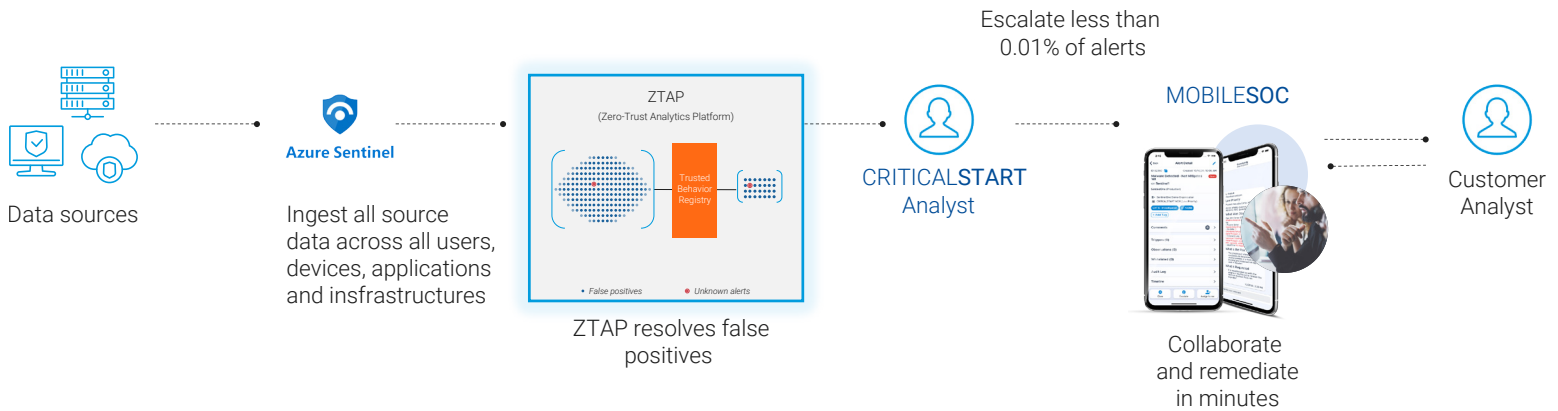 Data sources
Azure Sentinel
Ingest all source
data across all users,
devices, applications
and insfrastructures
ZTAP
(Zero-Trust Analytics Platform)
Trusted
Behavior
Registry
False positives
Unknown alerts
ZTAP resolves false
positives
CRITICALSTART
Analyst
Escalate less than
0.01% of alerts
MOBILESOC
Collaborate
and remediate
in minutes
Customer
Analyst